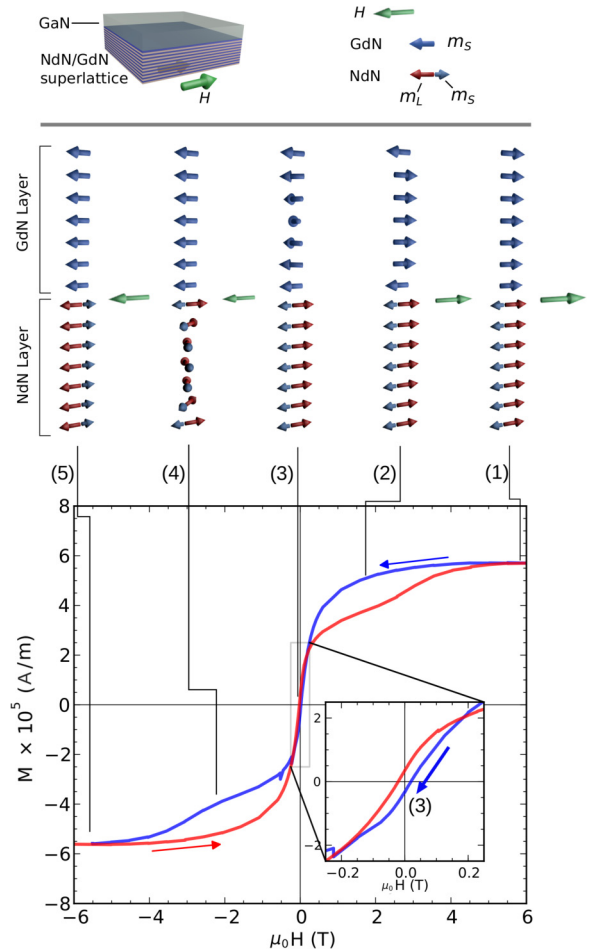 GaN
NdN/GdN
superlattice
H
H
GdN
m_S
NdN
m_L
m_S
GdN Layer
NdN Layer
(5)
(4)
(3)
(2)
(1)
8
6
4
2
0
−2
−4
−6
−8
M × 10⁵ (A/m)
2
0
−2
(3)
−0.2
0.0
0.2
μ₀H (T)
−6
−4
−2
0
2
4
6
μ₀H (T)